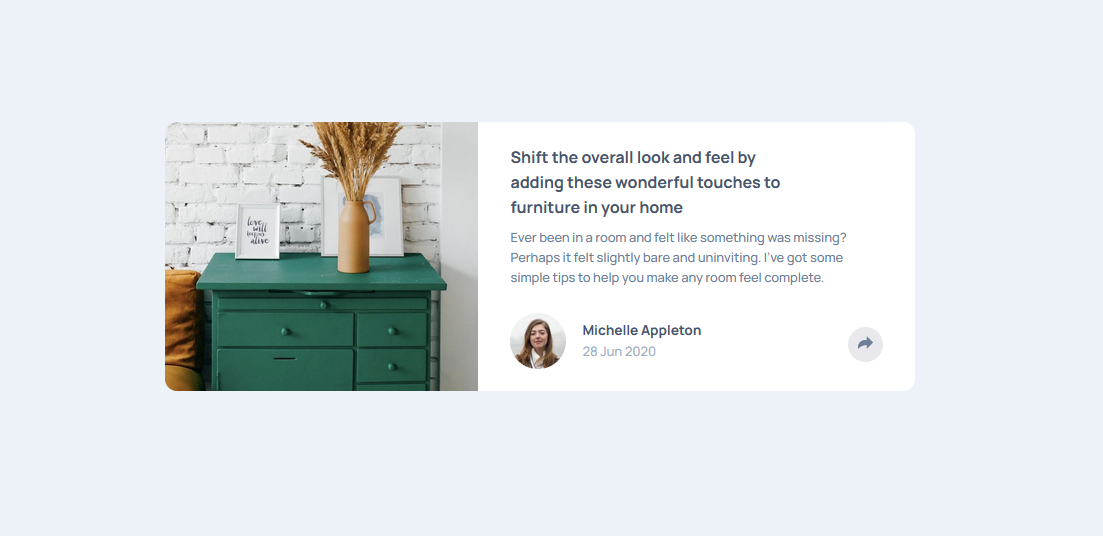 love
will
keep us
alive
Shift the overall look and feel by
adding these wonderful touches to
furniture in your home
Ever been in a room and felt like something was missing?
Perhaps it felt slightly bare and uninviting. I've got some
simple tips to help you make any room feel complete.
Michelle Appleton
28 Jun 2020